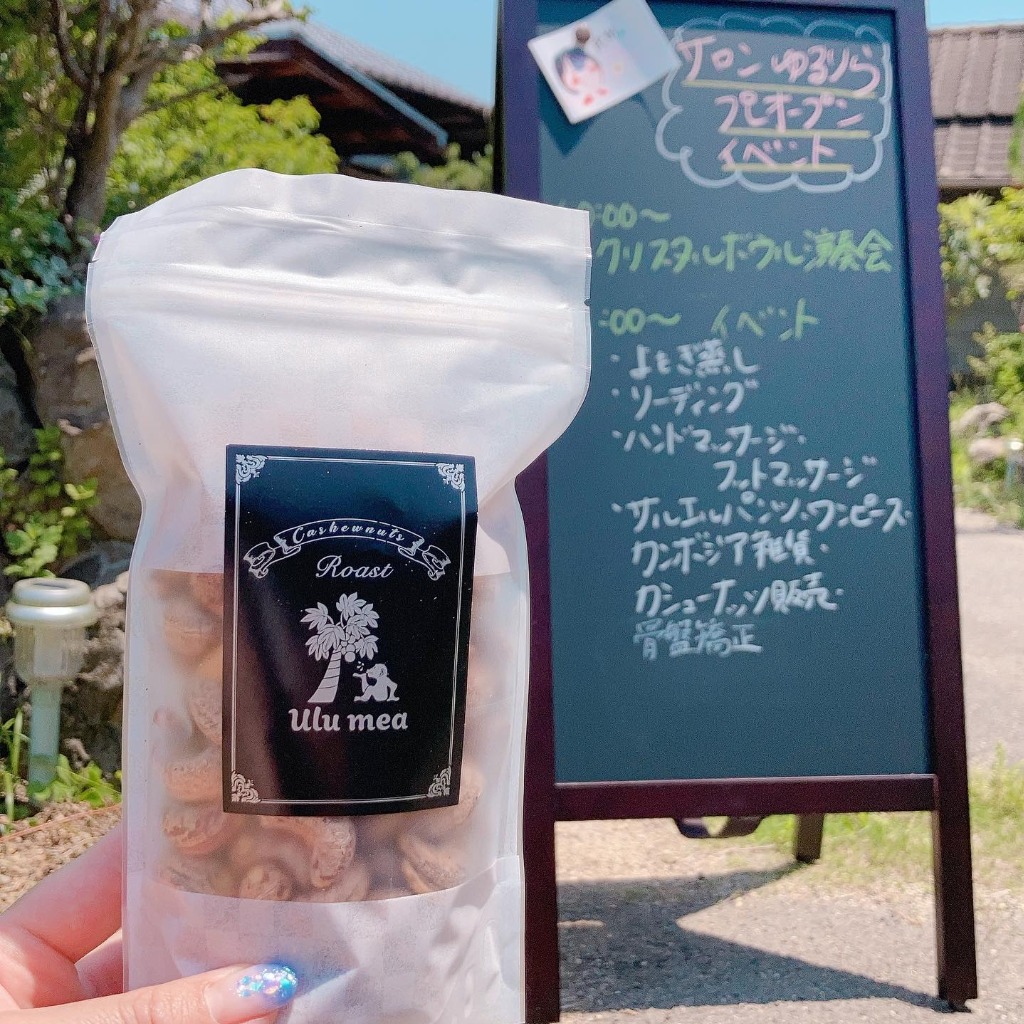 Cashewnuts
Roast
Ulu mea
サロン ゆるりら
プレオープン
イベント
:00〜
クリスタルボウル演奏会
:00〜 イベント
・よもぎ蒸し
・リーディング
・ハンドマッサージ・
フットマッサージ
・サルエルパンツ、ワンピース・
カンボジア雑貨・
カシューナッツ販売・
骨盤矯正